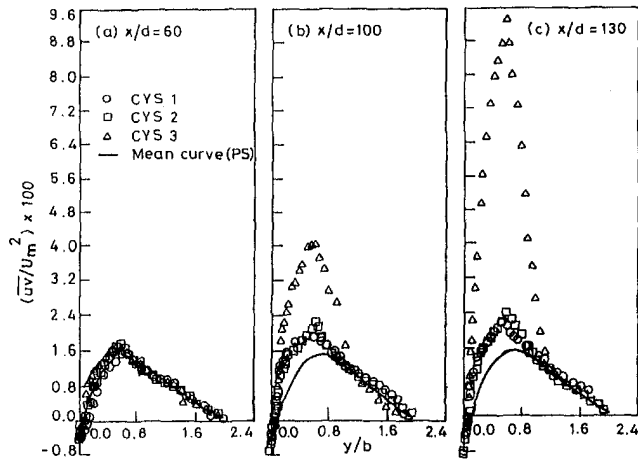 9.6
8.8
8.0
7.2
6.4
5.6
4.8
4.0
3.2
2.4
1.6
0.8
0.0
-0.8
(uv/Um²) x 100
(a) x/d=60
(b) x/d=100
(c) x/d=130
CYS 1
CYS 2
CYS 3
Mean curve(PS)
0.0 0.8 1.6 2.4
0.0 0.8 1.6 2.4
0.0 0.8 1.6 2.4
y/b